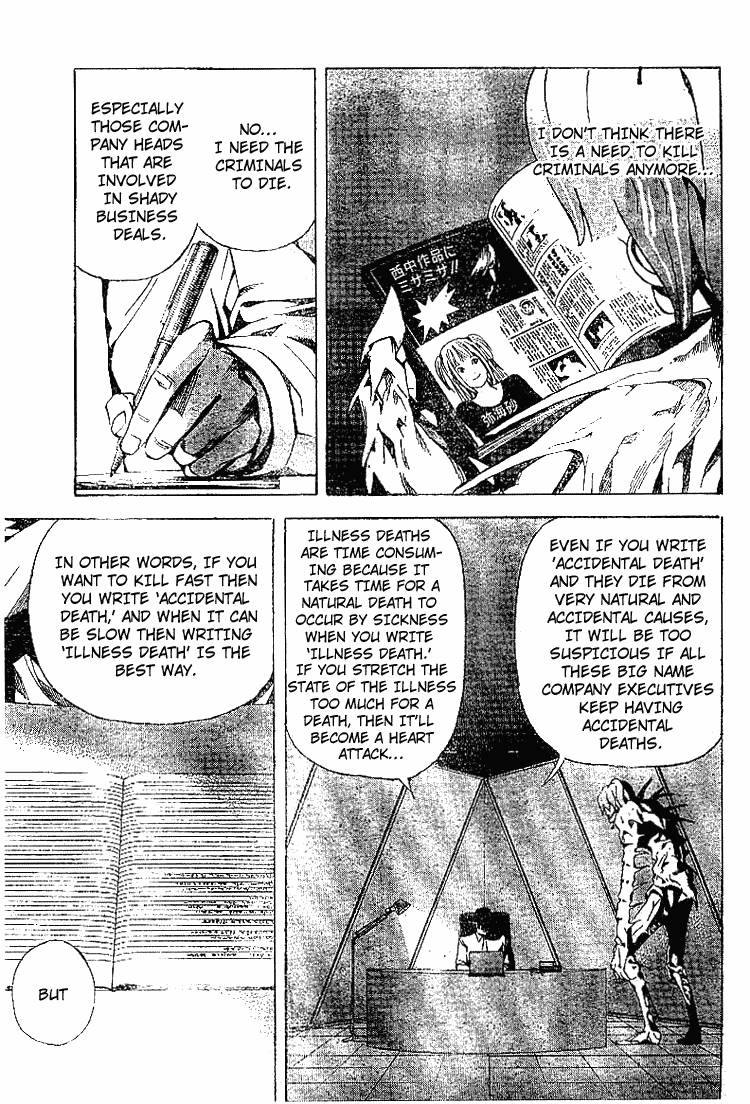 I DON'T THINK THERE
IS A NEED TO KILL
CRIMINALS ANYMORE...
西中作品に
ミサミサ!!
弥海砂
NO...
I NEED THE
CRIMINALS
TO DIE.
ESPECIALLY
THOSE COM-
PANY HEADS
THAT ARE
INVOLVED
IN SHADY
BUSINESS
DEALS.
EVEN IF YOU WRITE
'ACCIDENTAL DEATH'
AND THEY DIE FROM
VERY NATURAL AND
ACCIDENTAL CAUSES,
IT WILL BE TOO
SUSPICIOUS IF ALL
THESE BIG NAME
COMPANY EXECUTIVES
KEEP HAVING
ACCIDENTAL
DEATHS.
ILLNESS DEATHS
ARE TIME CONSUM-
ING BECAUSE IT
TAKES TIME FOR A
NATURAL DEATH TO
OCCUR BY SICKNESS
WHEN YOU WRITE
'ILLNESS DEATH.'
IF YOU STRETCH THE
STATE OF THE ILLNESS
TOO MUCH FOR A
DEATH, THEN IT'LL
BECOME A HEART
ATTACK...
IN OTHER WORDS, IF YOU
WANT TO KILL FAST THEN
YOU WRITE 'ACCIDENTAL
DEATH,' AND WHEN IT CAN
BE SLOW THEN WRITING
'ILLNESS DEATH' IS THE
BEST WAY.
BUT